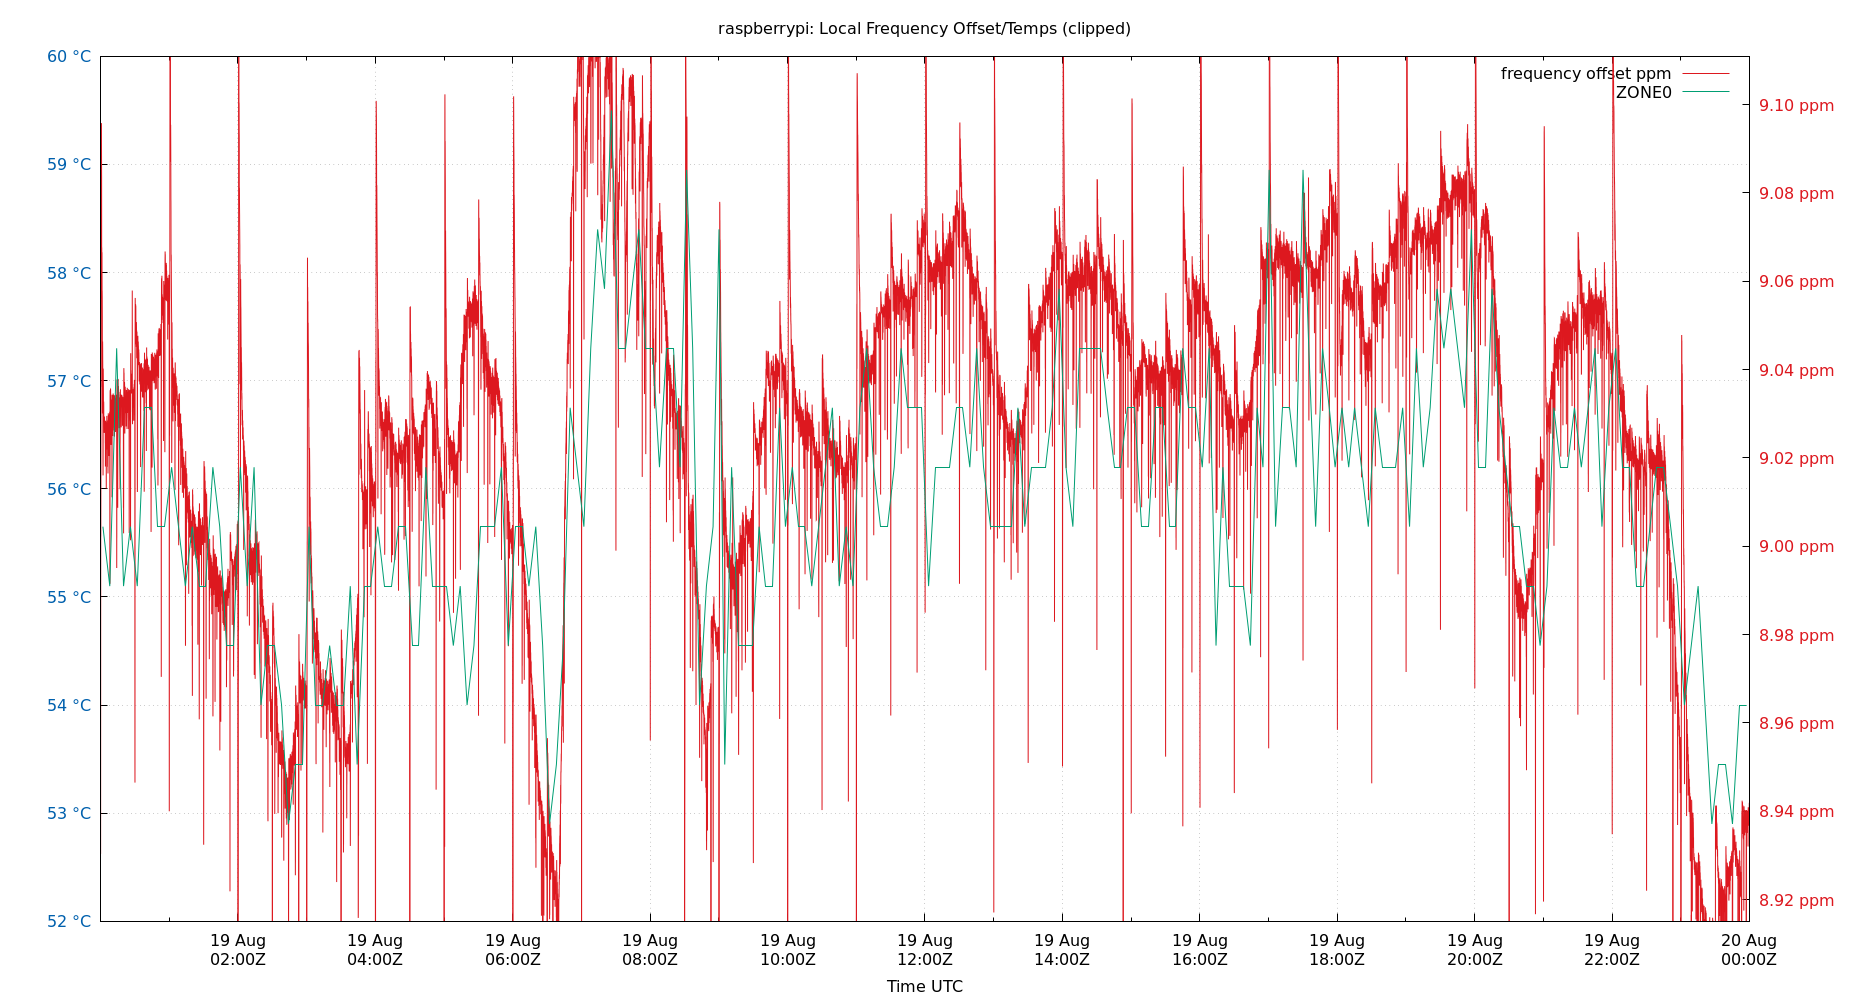 raspberrypi: Local Frequency Offset/Temps (clipped)
60 °C
59 °C
58 °C
57 °C
56 °C
55 °C
54 °C
53 °C
52 °C
frequency offset ppm
ZONE0
9.10 ppm
9.08 ppm
9.06 ppm
9.04 ppm
9.02 ppm
9.00 ppm
8.98 ppm
8.96 ppm
8.94 ppm
8.92 ppm
19 Aug 19 Aug 19 Aug 19 Aug 19 Aug 19 Aug 19 Aug 19 Aug 19 Aug 19 Aug 19 Aug 20 Aug
02:00Z 04:00Z 06:00Z 08:00Z 10:00Z 12:00Z 14:00Z 16:00Z 18:00Z 20:00Z 22:00Z 00:00Z
Time UTC